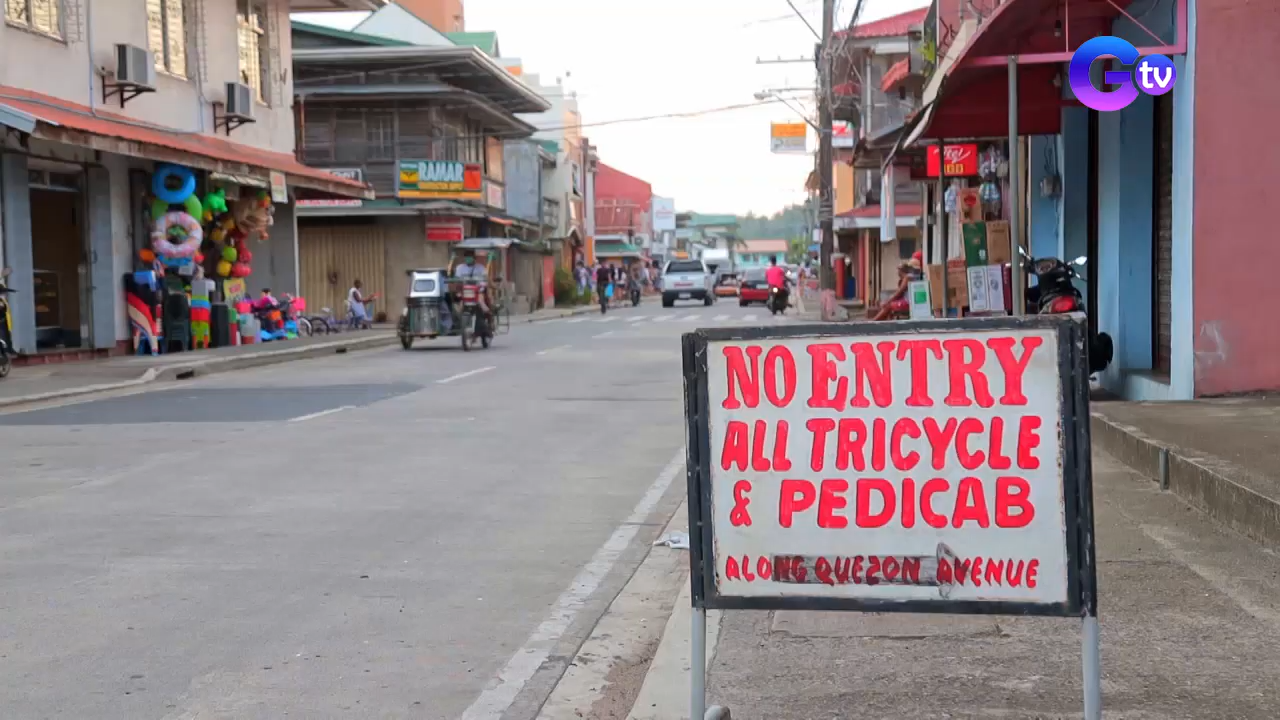 Gtv
RAMAR
NO ENTRY
ALL TRICYCLE
& PEDICAB
ALONG QUEZON AVENUE